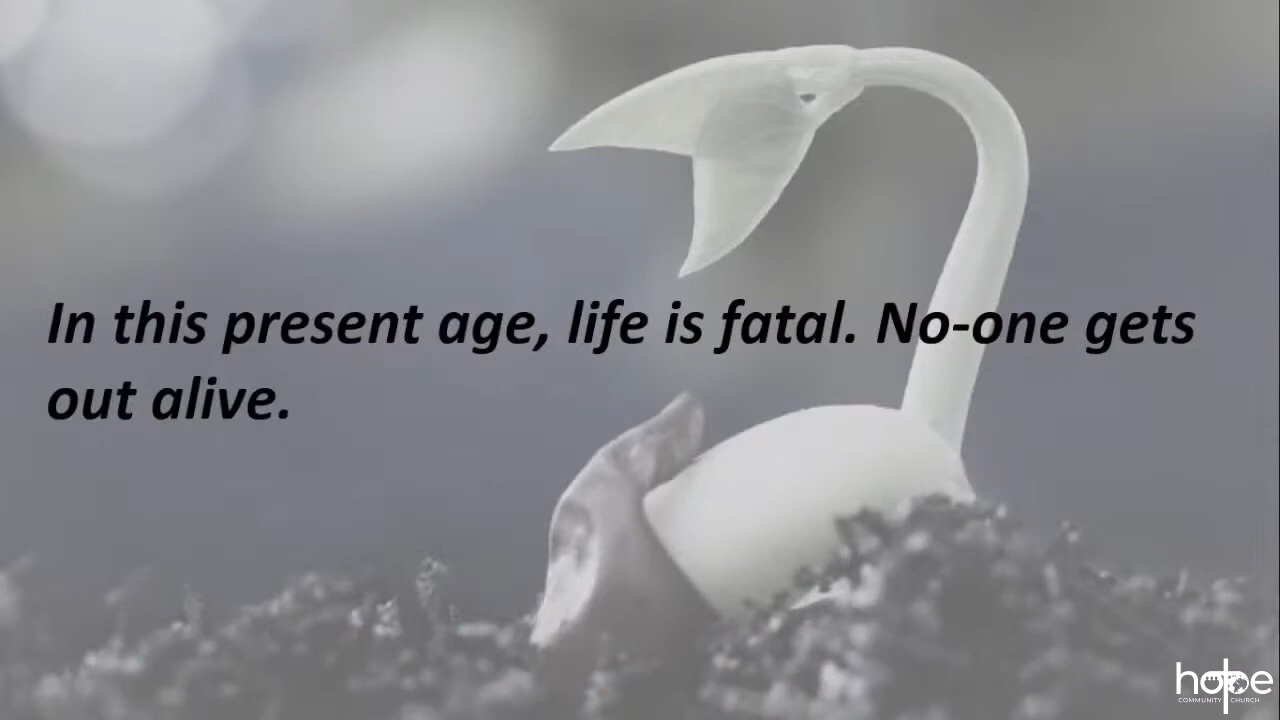 In this present age, life is fatal. No-one gets
out alive.
hope
COMMUNITY CHURCH